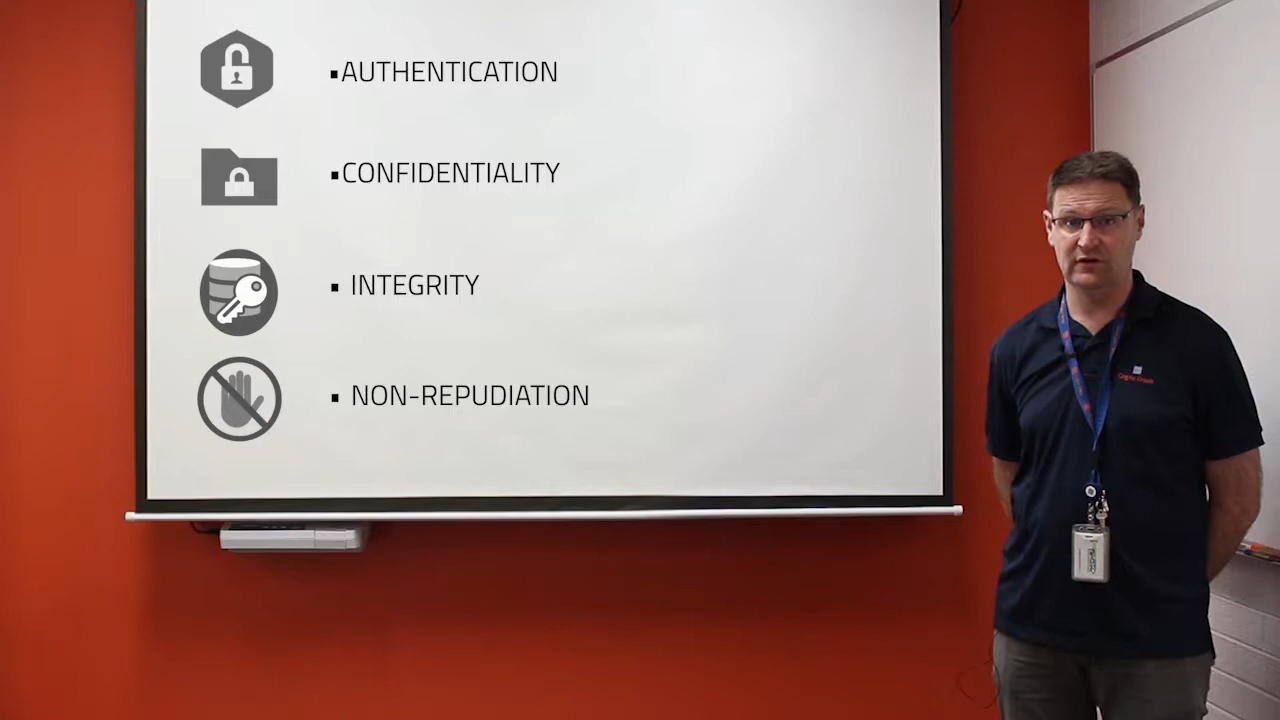 ▪AUTHENTICATION
▪CONFIDENTIALITY
▪ INTEGRITY
▪ NON-REPUDIATION